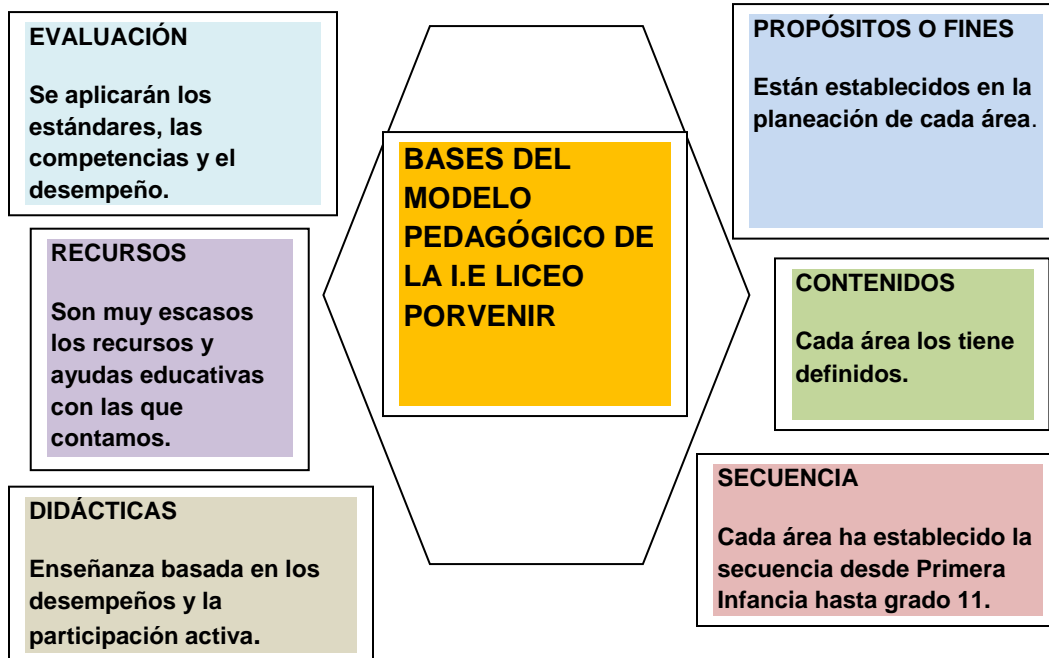 EVALUACIÓN
Se aplicarán los
estándares, las
competencias y el
desempeño.
RECURSOS
Son muy escasos
los recursos y
ayudas educativas
con las que
contamos.
DIDÁCTICAS
Enseñanza basada en los
desempeños y la
participación activa.
BASES DEL
MODELO
PEDAGÓGICO DE
LA I.E LICEO
PORVENIR
PROPÓSITOS O FINES
Están establecidos en la
planeación de cada área.
CONTENIDOS
Cada área los tiene
definidos.
SECUENCIA
Cada área ha establecido la
secuencia desde Primera
Infancia hasta grado 11.